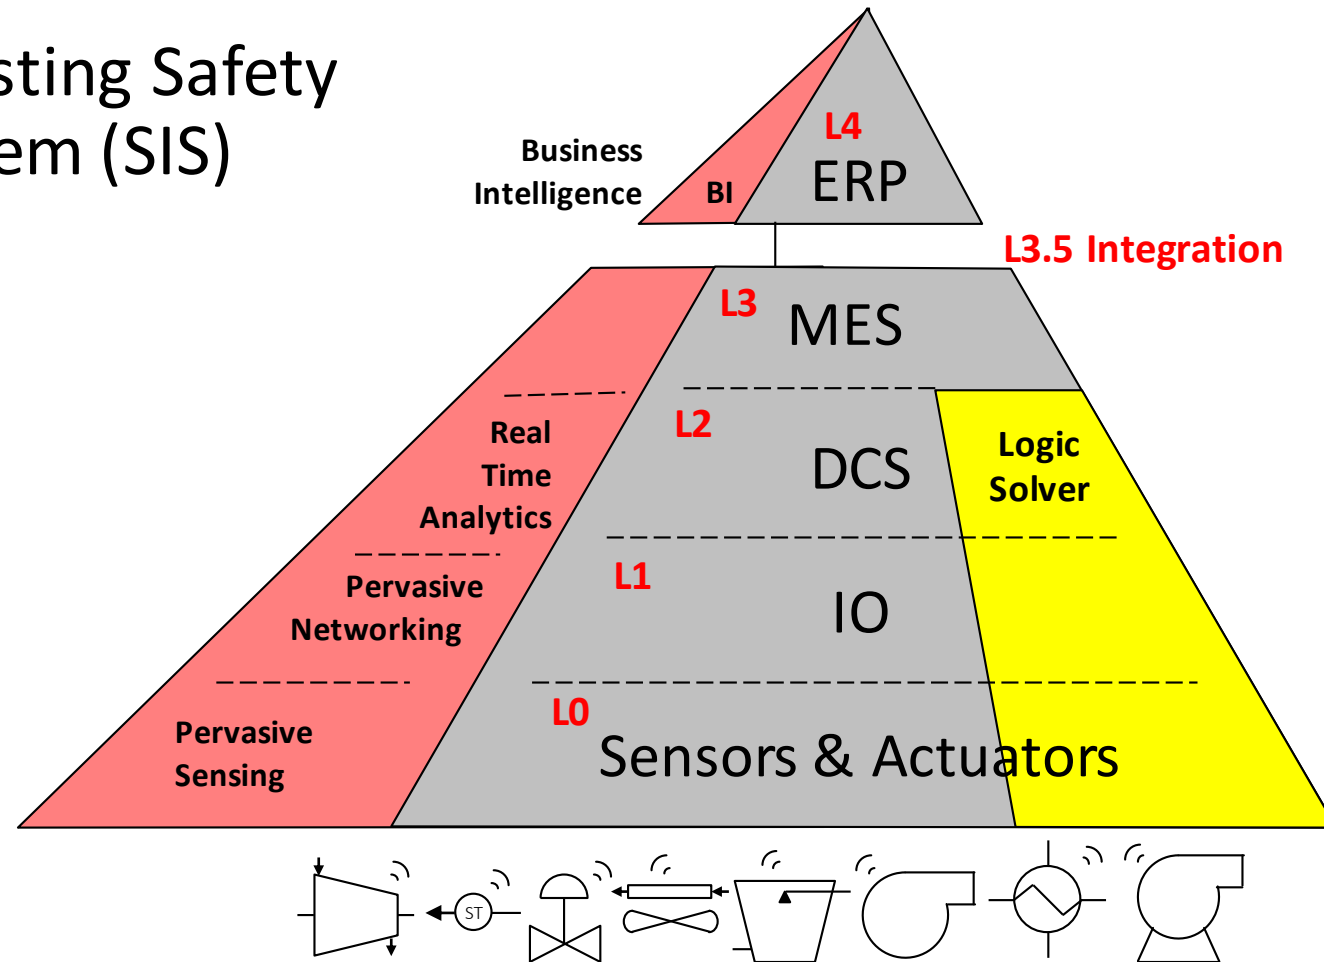 sting Safety
em (SIS)
Business
Intelligence
BI
L4
ERP
L3.5 Integration
L3
MES
L2
DCS
Logic
Solver
Real
Time
Analytics
L1
IO
Pervasive
Networking
L0
Sensors & Actuators
Pervasive
Sensing
ST